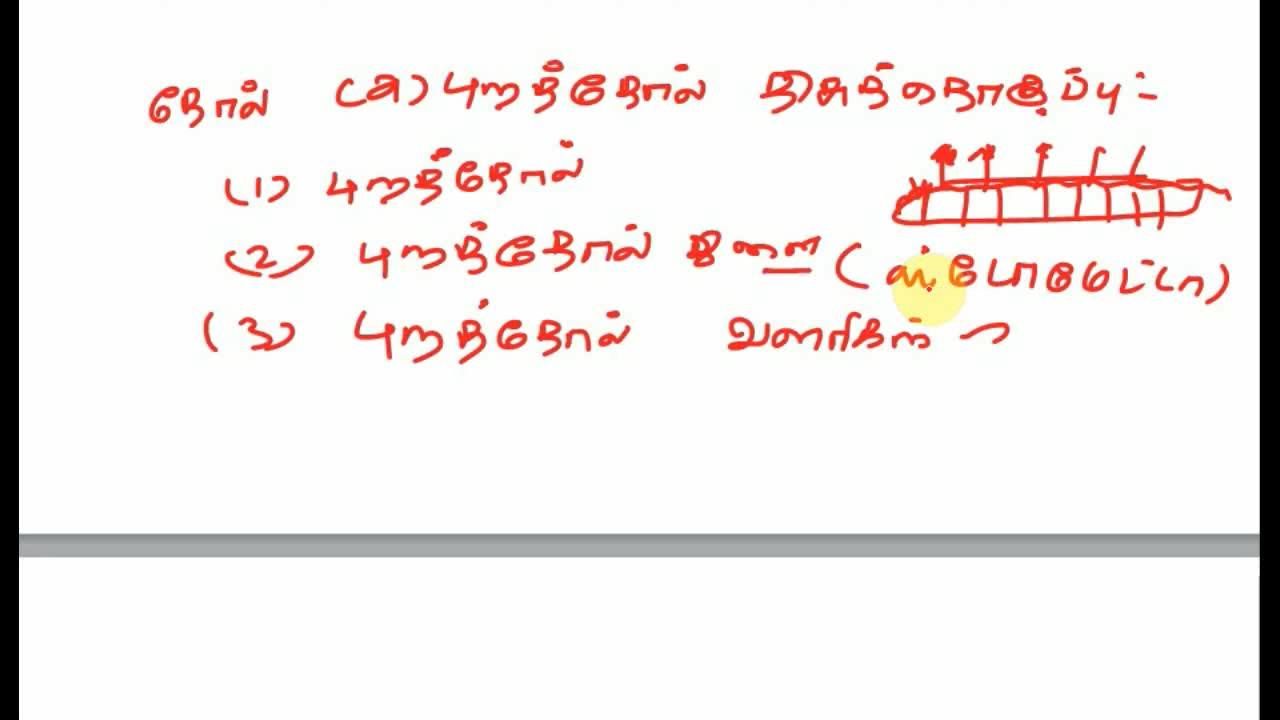 தோல் (அ) புறத்தோல் திசுத்தொகுப்பு :-
(1) புறத்தோல்
(2) புறத்தோல் துளை (ஸ்டோமேட்டா)
(3) புறத்தோல் வளரிகள்